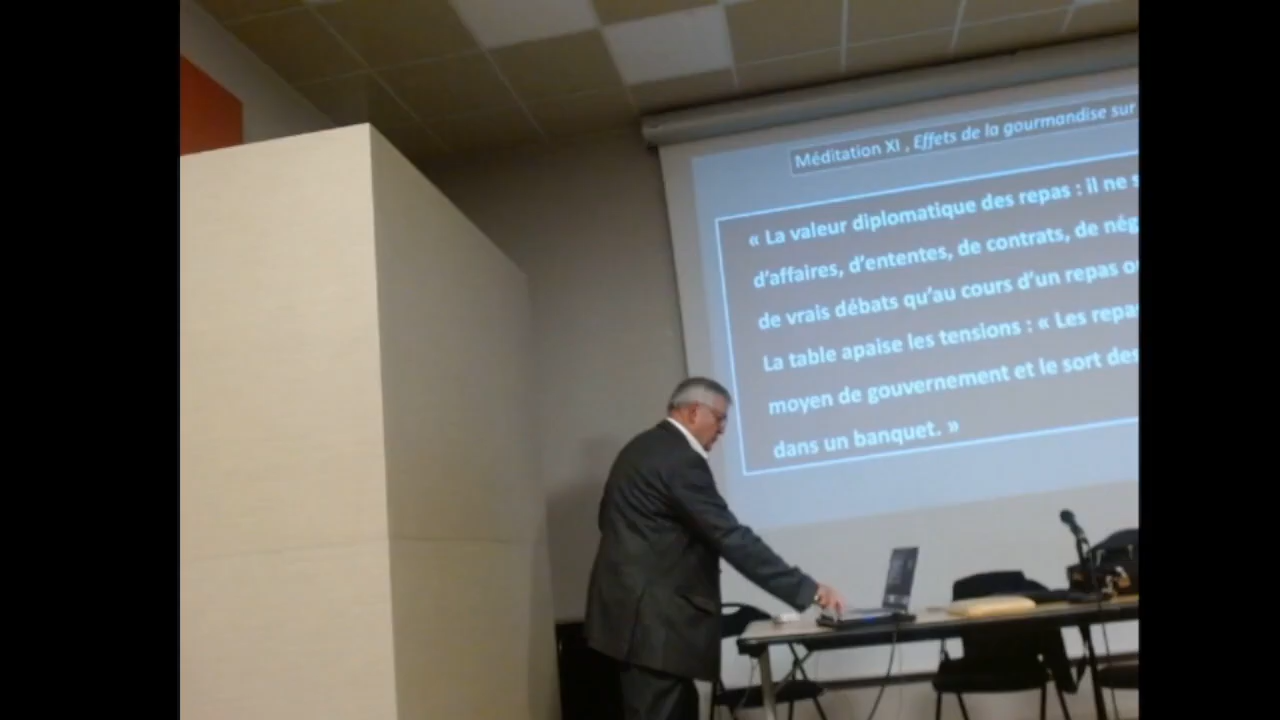 Méditation XI , Effets de la gourmandise sur
« La valeur diplomatique des repas : il ne
d'affaires, d'ententes, de contrats, de
de vrais débats qu'au cours d'un repas
La table apaise les tensions : « Les
moyen de gouvernement et le sort des
dans un banquet. »